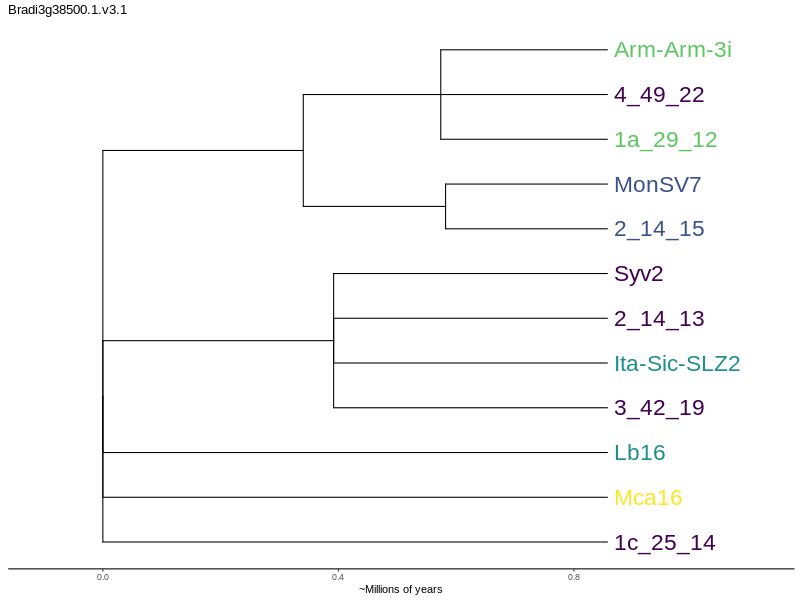 Bradi3g38500.1.v3.1
Arm-Arm-3i
4_49_22
1a_29_12
MonSV7
2_14_15
Syv2
2_14_13
Ita-Sic-SLZ2
3_42_19
Lb16
Mca16
1c_25_14
0.0 0.4 0.8
~Millions of years